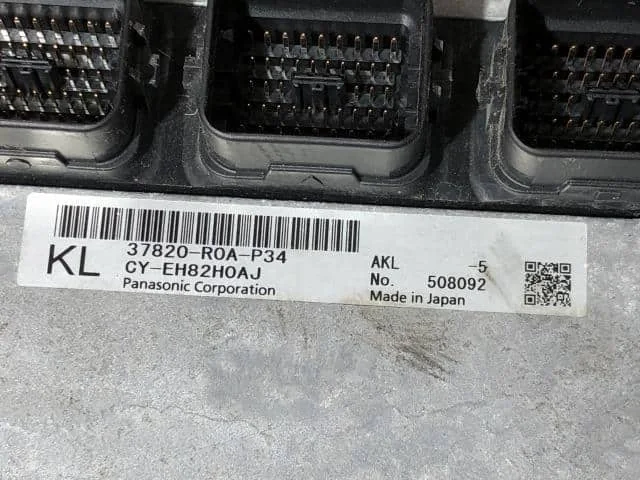 KL
37820-R0A-P34
CY-EH82H0AJ
Panasonic Corporation
AKL -5
No. 508092
Made in Japan